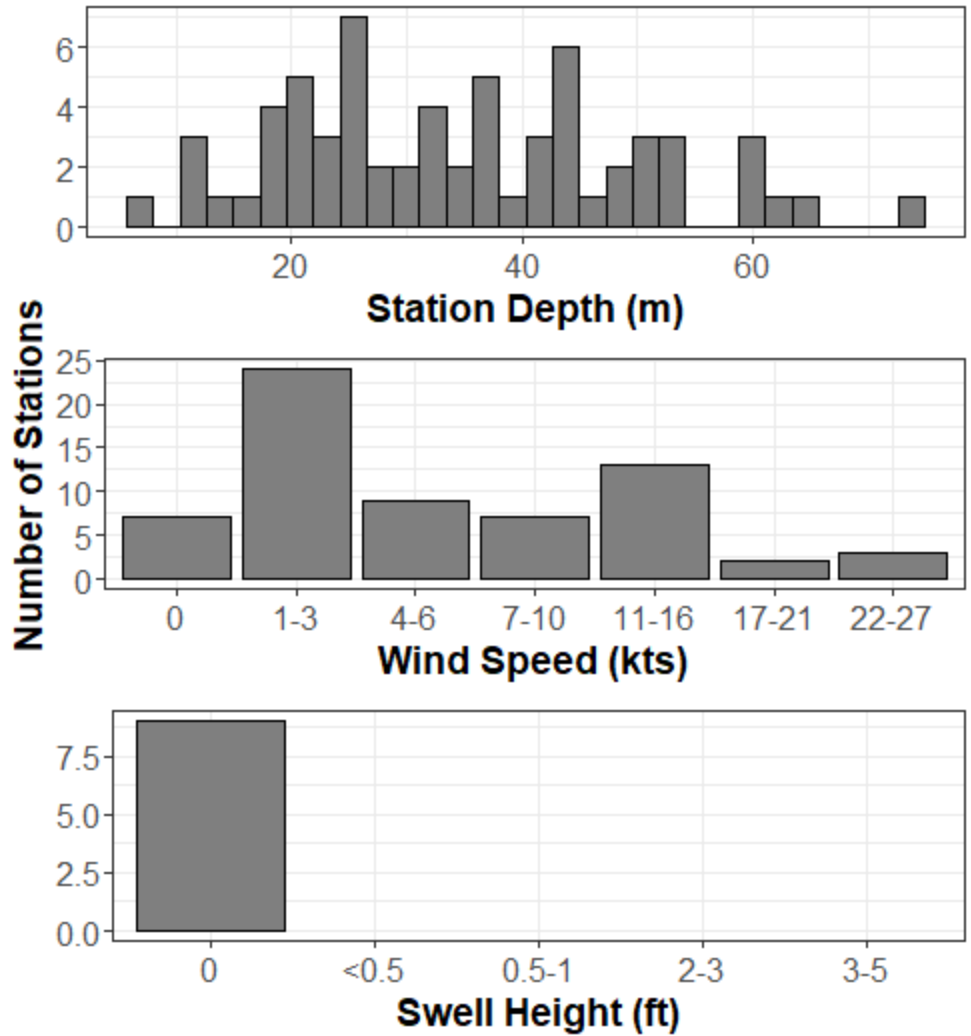 6
4
2
0
20 40 60
Station Depth (m)
Number of Stations
25
20
15
10
5
0
0 1-3 4-6 7-10 11-16 17-21 22-27
Wind Speed (kts)
7.5
5.0
2.5
0.0
0 <0.5 0.5-1 2-3 3-5
Swell Height (ft)